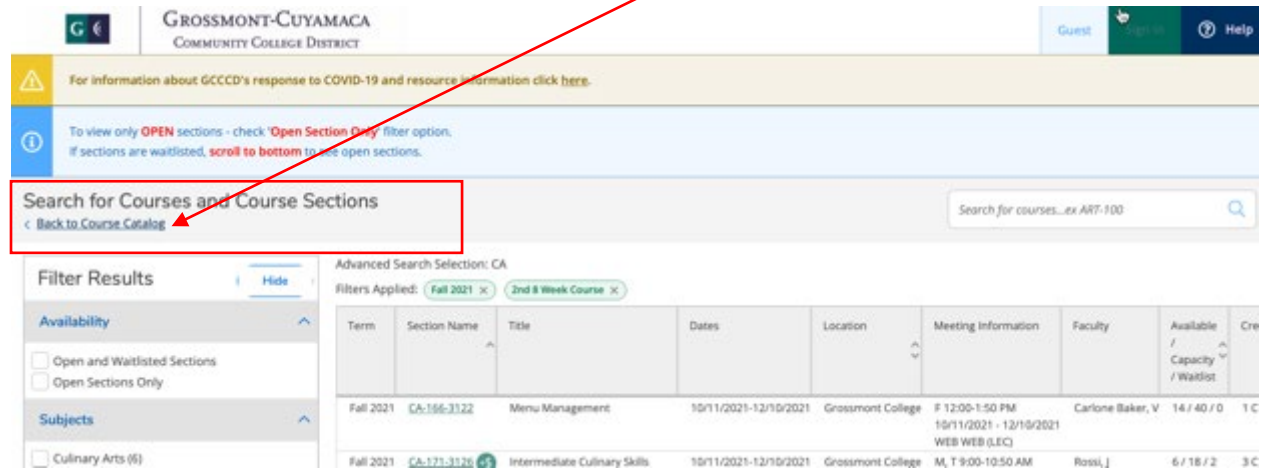 G
GROSSMONT-CUYAMACA
COMMUNITY COLLEGE DISTRICT
Guest
Sign In
Help
For information about GCCCD's response to COVID-19 and resource information click here.
To view only OPEN sections - check 'Open Section Only' filter option.
If sections are waitlisted, scroll to bottom to see open sections.
Search for Courses and Course Sections
< Back to Course Catalog
Search for courses...ex ART-100
Filter Results
Hide
Availability
Open and Waitlisted Sections
Open Sections Only
Subjects
Culinary Arts (6)
Advanced Search Selection: CA
Filters Applied: Fall 2021 × 2nd 8 Week Course ×
Term Section Name Title Dates Location Meeting Information Faculty Available Cre
/
Capacity
/ Waitlist
Fall 2021 CA-166-3122 Menu Management 10/11/2021-12/10/2021 Grossmont College F 12:00-1:50 PM Carlone Baker, V 14 / 40 / 0 1 C
10/11/2021 - 12/10/2021
WEB WEB (LEC)
Fall 2021 CA-171-3126 Intermediate Culinary Skills 10/11/2021-12/10/2021 Grossmont College M, T 9:00-10:50 AM Rossi, J 6 / 18 / 2 3 C